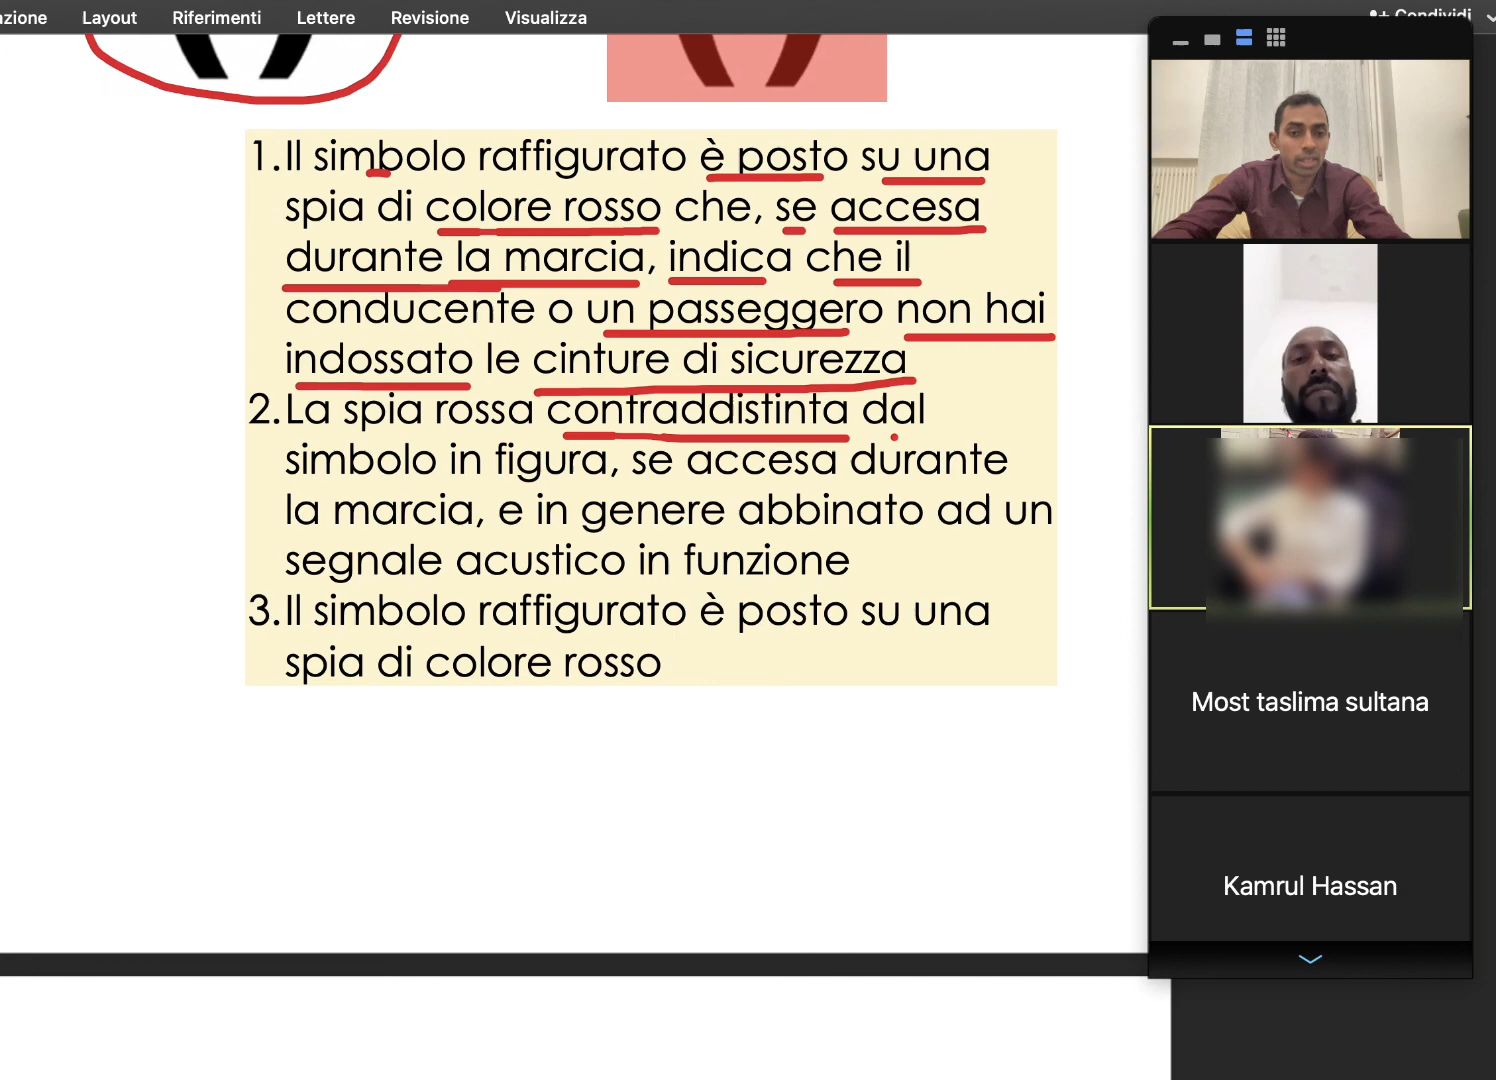 Layout Riferimenti Lettere Revisione Visualizza
1. Il simbolo raffigurato è posto su una
spia di colore rosso che, se accesa
durante la marcia, indica che il
conducente o un passeggero non hai
indossato le cinture di sicurezza
2. La spia rossa contraddistinta dal
simbolo in figura, se accesa durante
la marcia, e in genere abbinato ad un
segnale acustico in funzione
3. Il simbolo raffigurato è posto su una
spia di colore rosso
Most taslima sultana
Kamrul Hassan